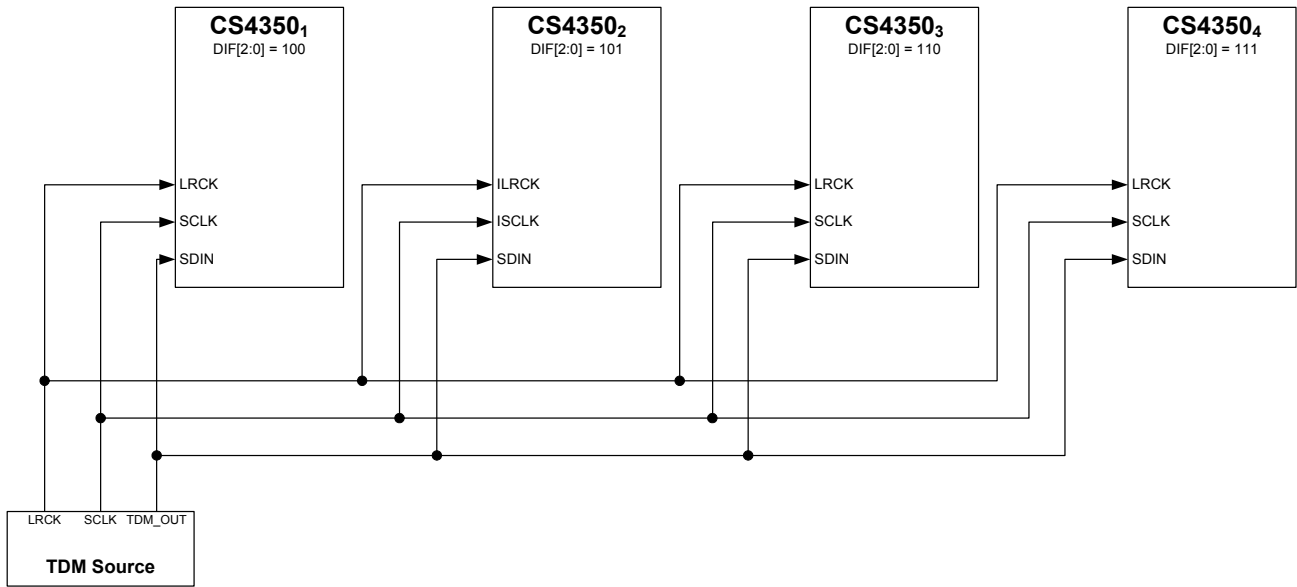 CS4350₁
DIF[2:0] = 100
LRCK
SCLK
SDIN
CS4350₂
DIF[2:0] = 101
ILRCK
ISCLK
SDIN
CS4350₃
DIF[2:0] = 110
LRCK
SCLK
SDIN
CS4350₄
DIF[2:0] = 111
LRCK
SCLK
SDIN
LRCK SCLK TDM_OUT
TDM Source